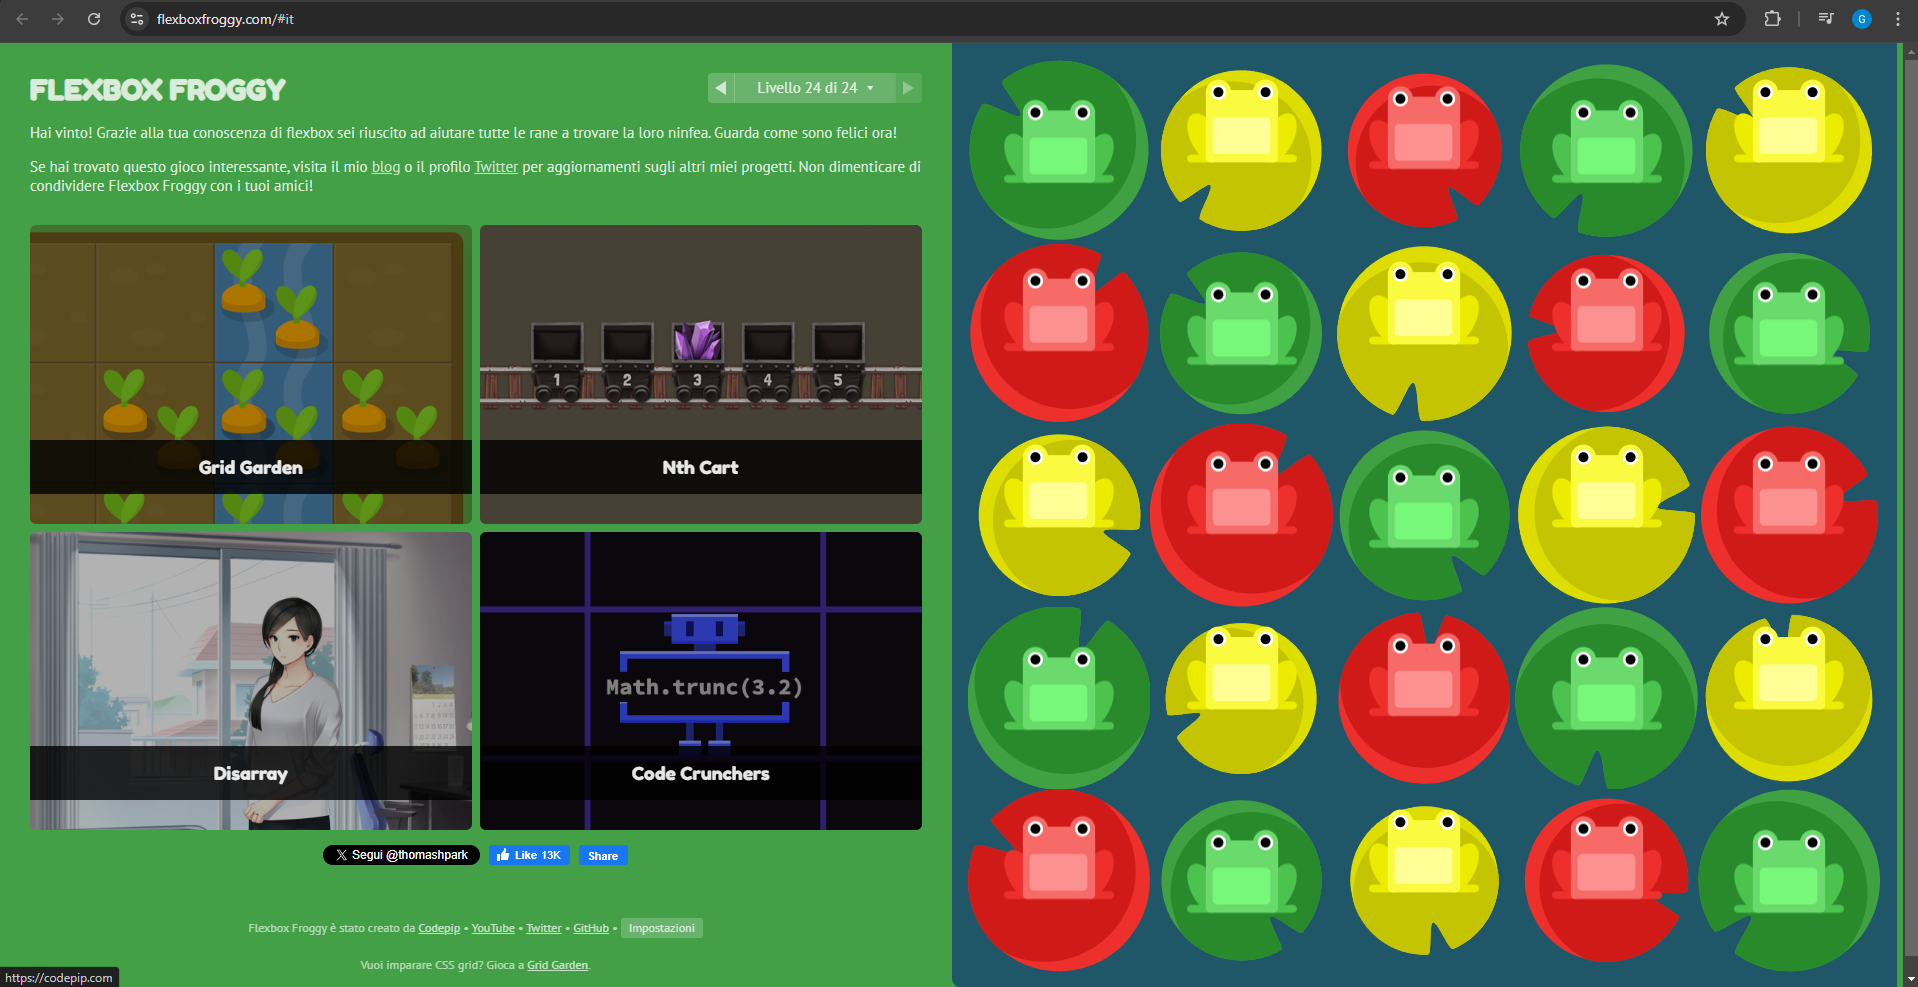 flexboxfroggy.com/#it
G
FLEXBOX FROGGY
Livello 24 di 24
Hai vinto! Grazie alla tua conoscenza di flexbox sei riuscito ad aiutare tutte le rane a trovare la loro ninfea. Guarda come sono felici ora!
Se hai trovato questo gioco interessante, visita il mio blog o il profilo Twitter per aggiornamenti sugli altri miei progetti. Non dimenticare di
condividere Flexbox Froggy con i tuoi amici!
1 2 3 4 5
Grid Garden
Nth Cart
Math.trunc(3.2)
Disarray
Code Crunchers
Segui @thomashpark
Like 13K
Share
Flexbox Froggy è stato creato da Codepip • YouTube • Twitter • GitHub • Impostazioni
Vuoi imparare CSS grid? Gioca a Grid Garden.
https://codepip.com